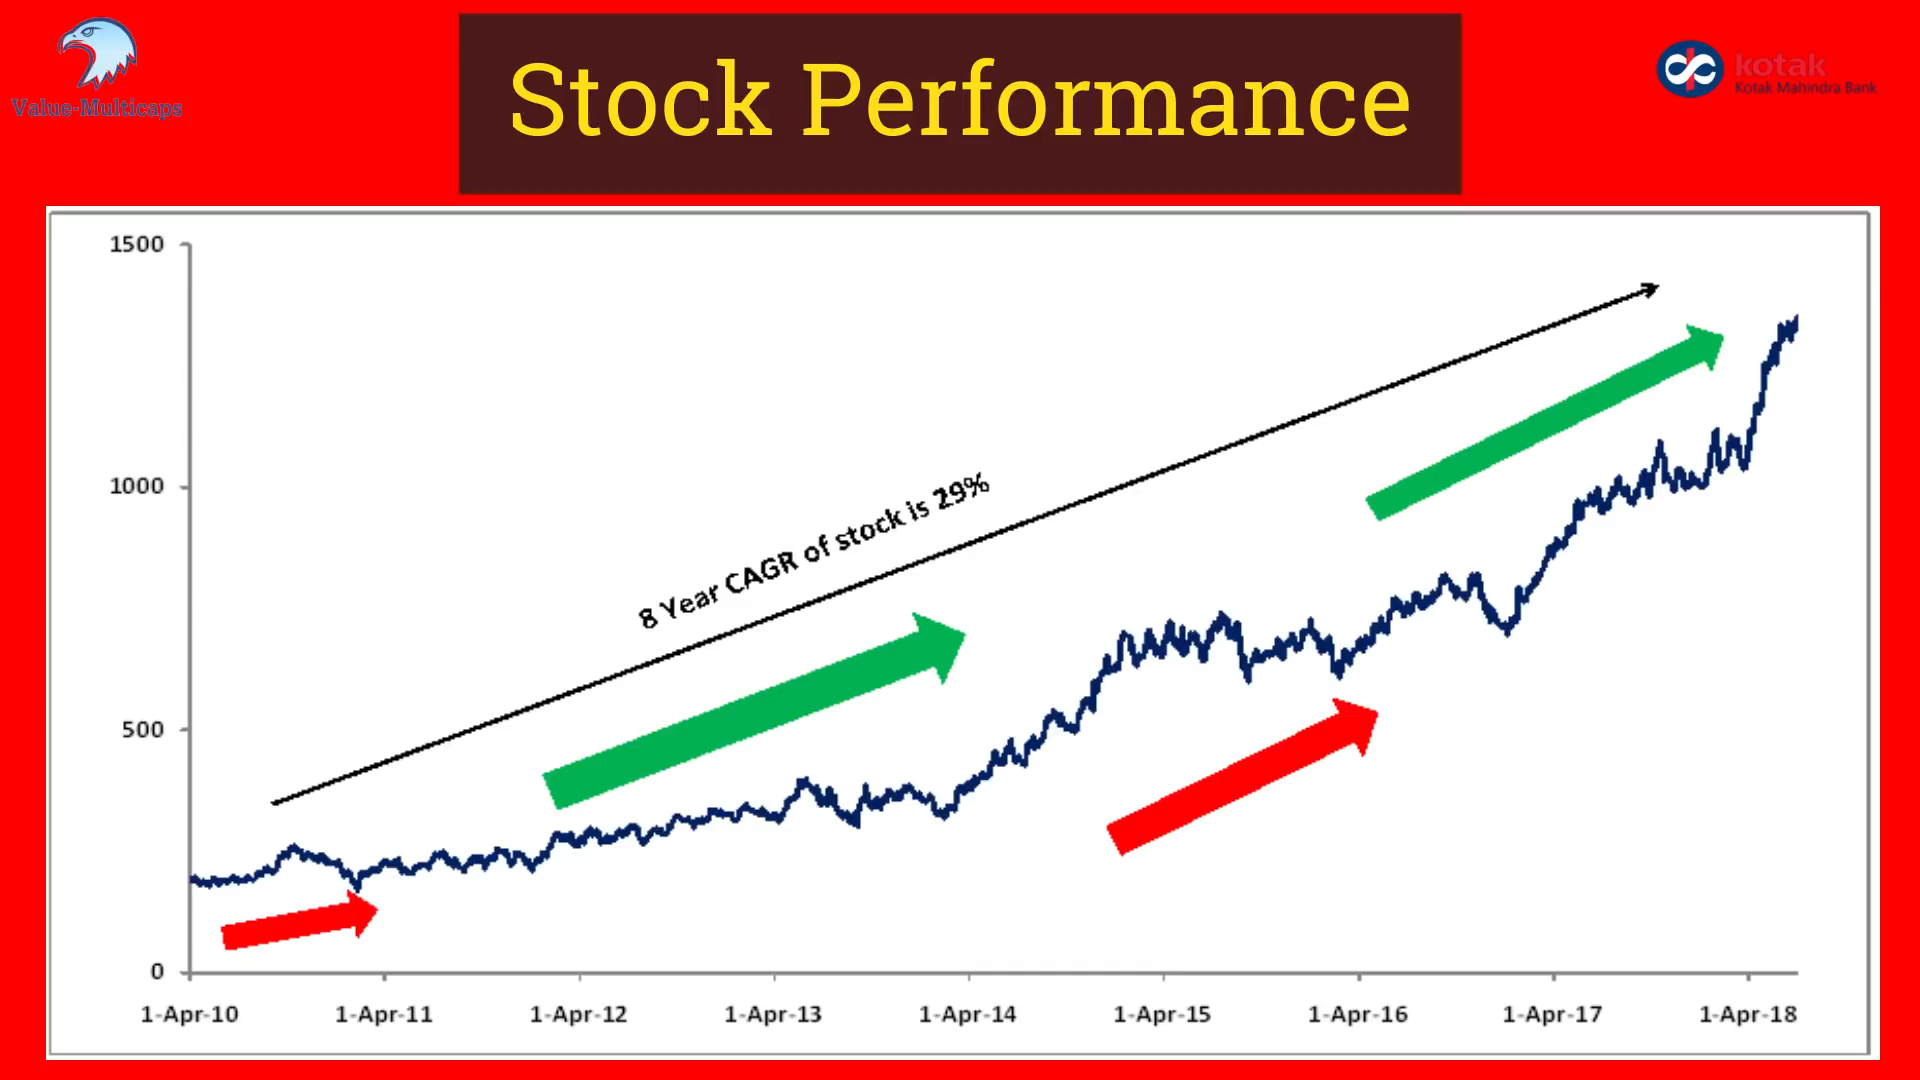 Value-Multicaps
Stock Performance
kotak
Kotak Mahindra Bank
1500
1000
500
0
8 Year CAGR of stock is 29%
1-Apr-10
1-Apr-11
1-Apr-12
1-Apr-13
1-Apr-14
1-Apr-15
1-Apr-16
1-Apr-17
1-Apr-18